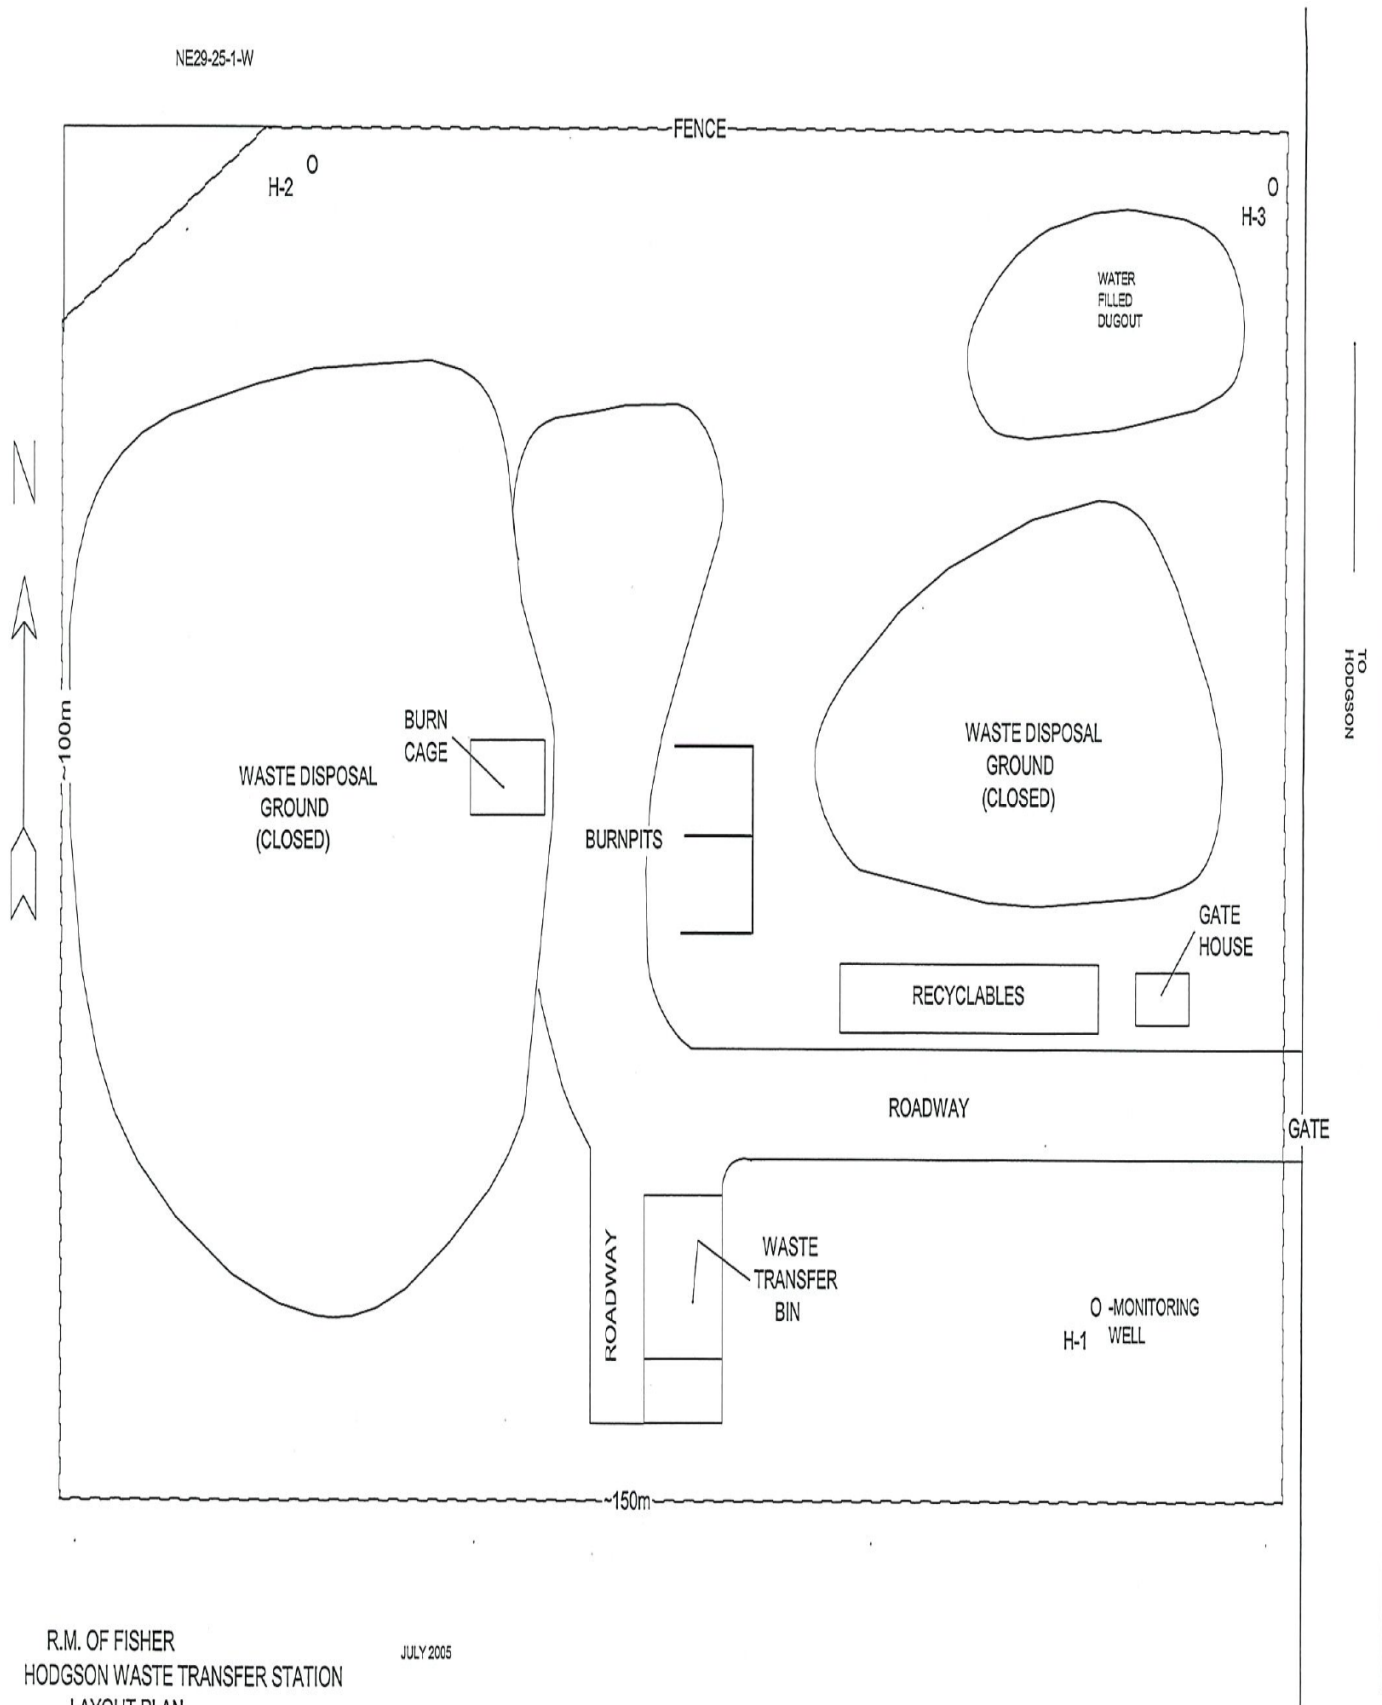 NE29-25-1-W
FENCE
H-2
O
O
H-3
WATER
FILLED
DUGOUT
N
TO
HODGSON
~100m
BURN
CAGE
WASTE DISPOSAL
GROUND
(CLOSED)
WASTE DISPOSAL
GROUND
(CLOSED)
BURNPITS
GATE
HOUSE
RECYCLABLES
ROADWAY
GATE
ROADWAY
WASTE
TRANSFER
BIN
O -MONITORING
H-1 WELL
~150m
R.M. OF FISHER
JULY 2005
HODGSON WASTE TRANSFER STATION
LAYOUT PLAN